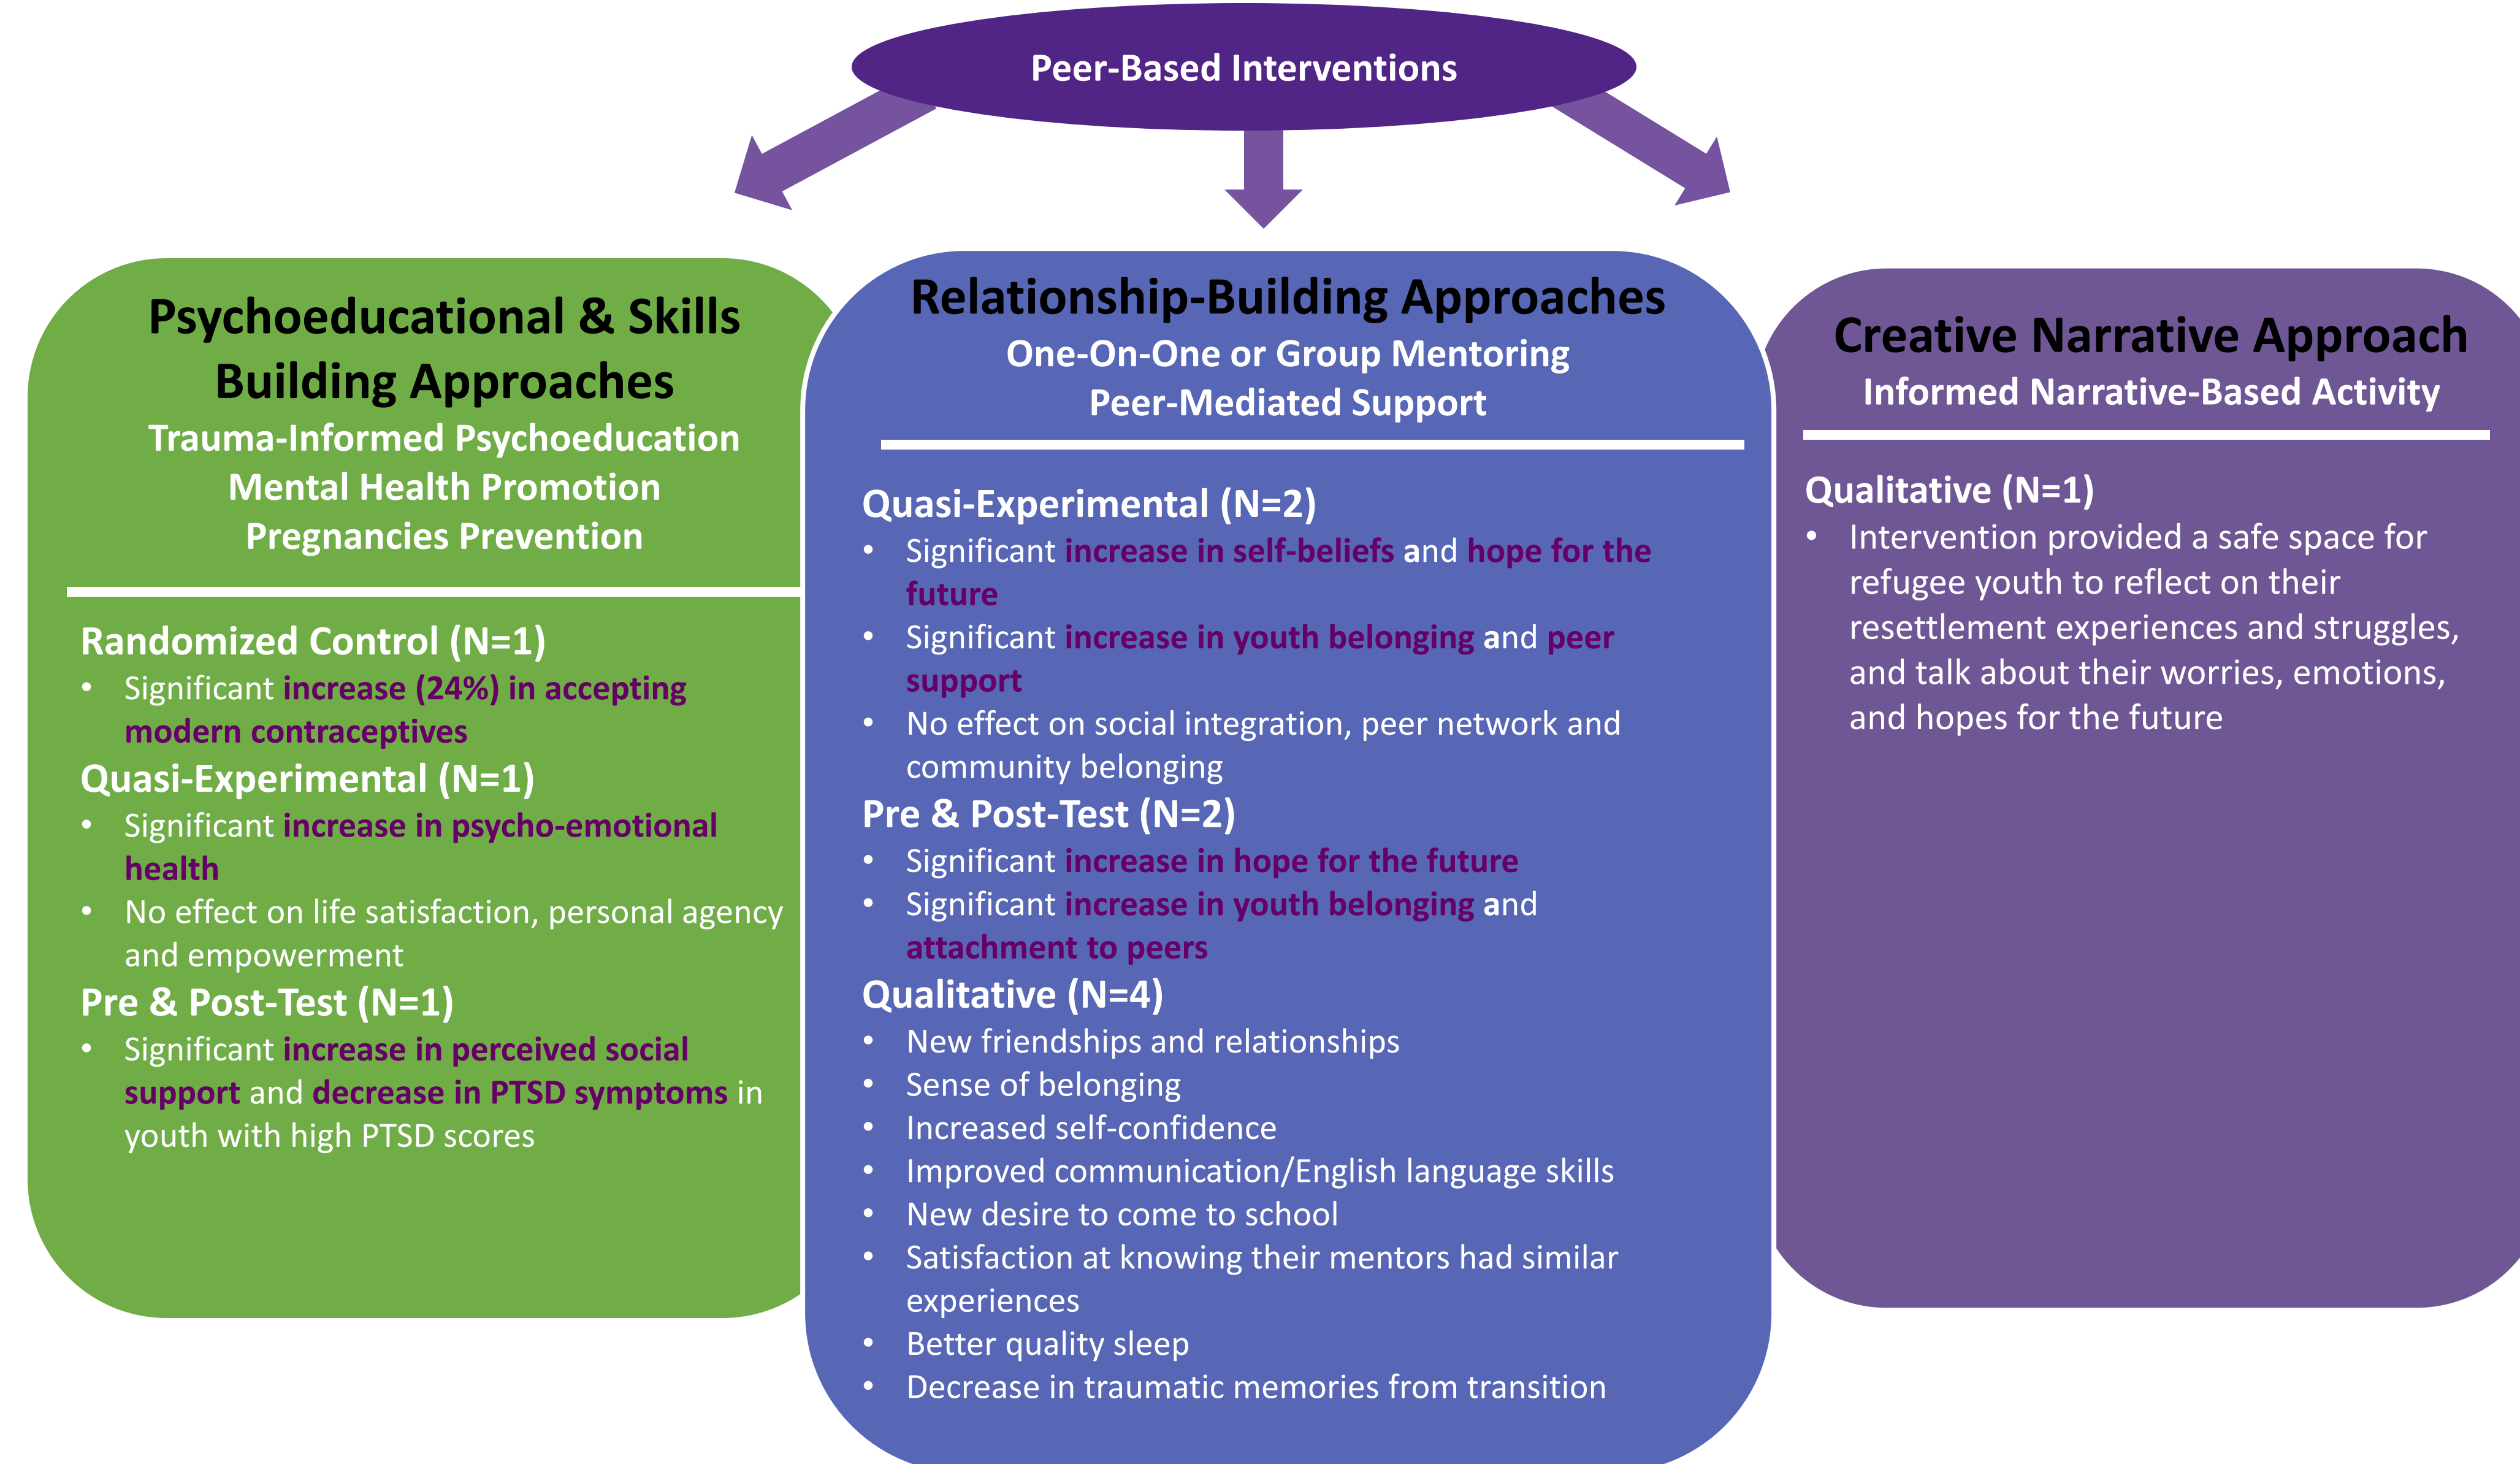 Peer-Based Interventions
Psychoeducational & Skills
Building Approaches
Trauma-Informed Psychoeducation
Mental Health Promotion
Pregnancies Prevention
Randomized Control (N=1)
• Significant increase (24%) in accepting
modern contraceptives
Quasi-Experimental (N=1)
• Significant increase in psycho-emotional
health
• No effect on life satisfaction, personal agency
and empowerment
Pre & Post-Test (N=1)
• Significant increase in perceived social
support and decrease in PTSD symptoms in
youth with high PTSD scores
Relationship-Building Approaches
One-On-One or Group Mentoring
Peer-Mediated Support
Quasi-Experimental (N=2)
• Significant increase in self-beliefs and hope for the
future
• Significant increase in youth belonging and peer
support
• No effect on social integration, peer network and
community belonging
Pre & Post-Test (N=2)
• Significant increase in hope for the future
• Significant increase in youth belonging and
attachment to peers
Qualitative (N=4)
• New friendships and relationships
• Sense of belonging
• Increased self-confidence
• Improved communication/English language skills
• New desire to come to school
• Satisfaction at knowing their mentors had similar
experiences
• Better quality sleep
• Decrease in traumatic memories from transition
Creative Narrative Approach
Informed Narrative-Based Activity
Qualitative (N=1)
• Intervention provided a safe space for
refugee youth to reflect on their
resettlement experiences and struggles,
and talk about their worries, emotions,
and hopes for the future